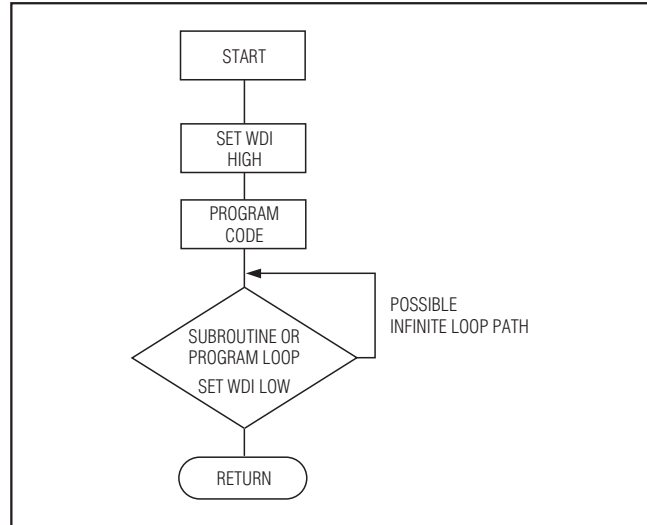 START
SET WDI
HIGH
PROGRAM
CODE
POSSIBLE
INFINITE LOOP PATH
SUBROUTINE OR
PROGRAM LOOP
SET WDI LOW
RETURN